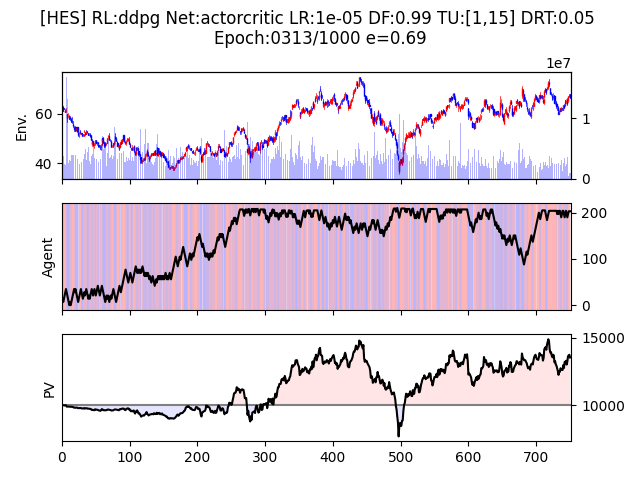 [HES] RL:ddpg Net:actorcritic LR:1e-05 DF:0.99 TU:[1,15] DRT:0.05
Epoch:0313/1000 e=0.69
1e7
Env.
60
40
1
0
Agent
200
100
0
PV
15000
10000
0 100 200 300 400 500 600 700